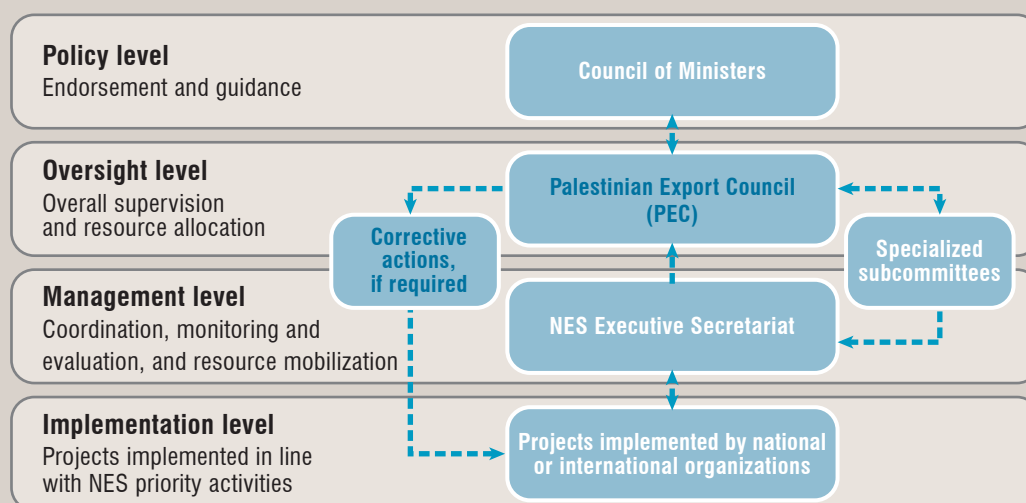 Policy level
Endorsement and guidance
Council of Ministers
Oversight level
Overall supervision
and resource allocation
Palestinian Export Council
(PEC)
Corrective
actions,
if required
Specialized
subcommittees
Management level
Coordination, monitoring and
evaluation, and resource mobilization
NES Executive Secretariat
Implementation level
Projects implemented in line
with NES priority activities
Projects implemented by national
or international organizations